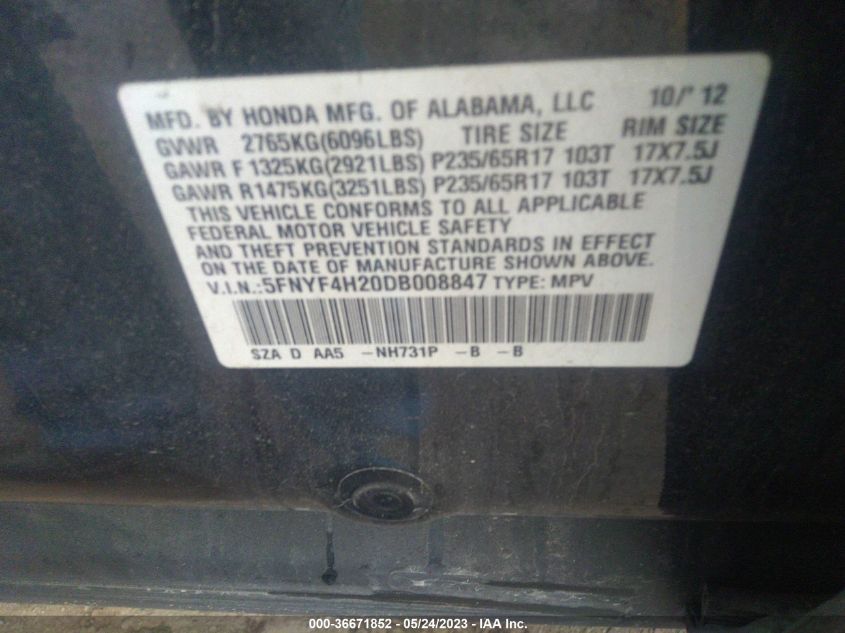 MFD. BY HONDA MFG. OF ALABAMA, LLC 10/'12
GVWR 2765KG(6096LBS) TIRE SIZE RIM SIZE
GAWR F1325KG(2921LBS) P235/65R17 103T 17X7.5J
GAWR R1475KG(3251LBS) P235/65R17 103T 17X7.5J
THIS VEHICLE CONFORMS TO ALL APPLICABLE
FEDERAL MOTOR VEHICLE SAFETY
AND THEFT PREVENTION STANDARDS IN EFFECT
ON THE DATE OF MANUFACTURE SHOWN ABOVE.
V.I.N.:5FNYF4H20DB008847 TYPE: MPV
SZA D AA5 -NH731P -B -B
000-36671852 - 05/24/2023 - IAA, Inc.